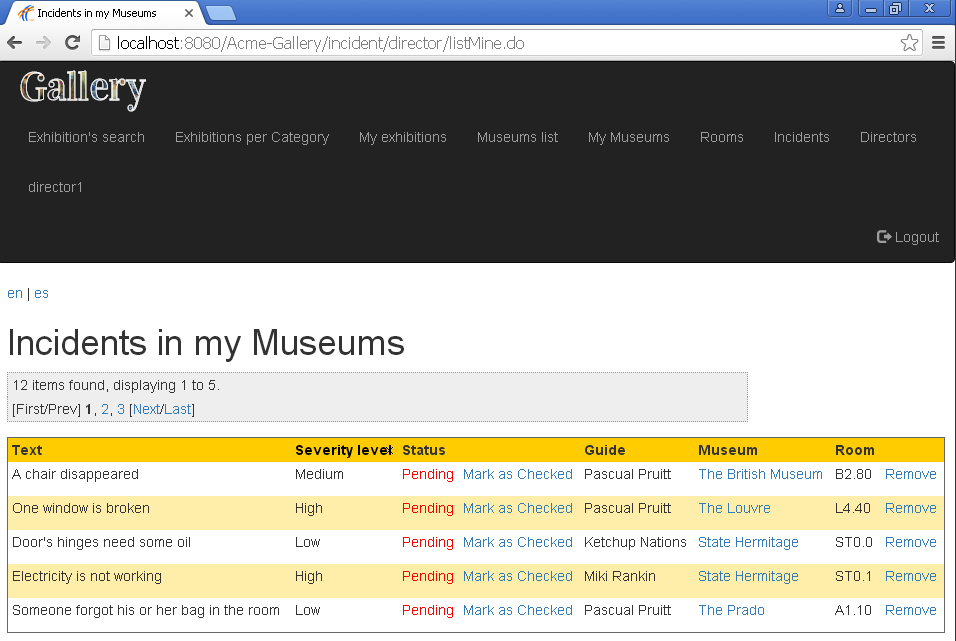 Incidents in my Museums
localhost:8080/Acme-Gallery/incident/director/listMine.do
Gallery
Exhibition's search Exhibitions per Category My exhibitions Museums list My Museums Rooms Incidents Directors
director1
Logout
en | es
Incidents in my Museums
12 items found, displaying 1 to 5.
[First/Prev] 1, 2, 3 [Next/Last]
Text Severity level Status Guide Museum Room
A chair disappeared Medium Pending Mark as Checked Pascual Pruitt The British Museum B2.80 Remove
One window is broken High Pending Mark as Checked Pascual Pruitt The Louvre L4.40 Remove
Door's hinges need some oil Low Pending Mark as Checked Ketchup Nations State Hermitage ST0.0 Remove
Electricity is not working High Pending Mark as Checked Miki Rankin State Hermitage ST0.1 Remove
Someone forgot his or her bag in the room Low Pending Mark as Checked Pascual Pruitt The Prado A1.10 Remove